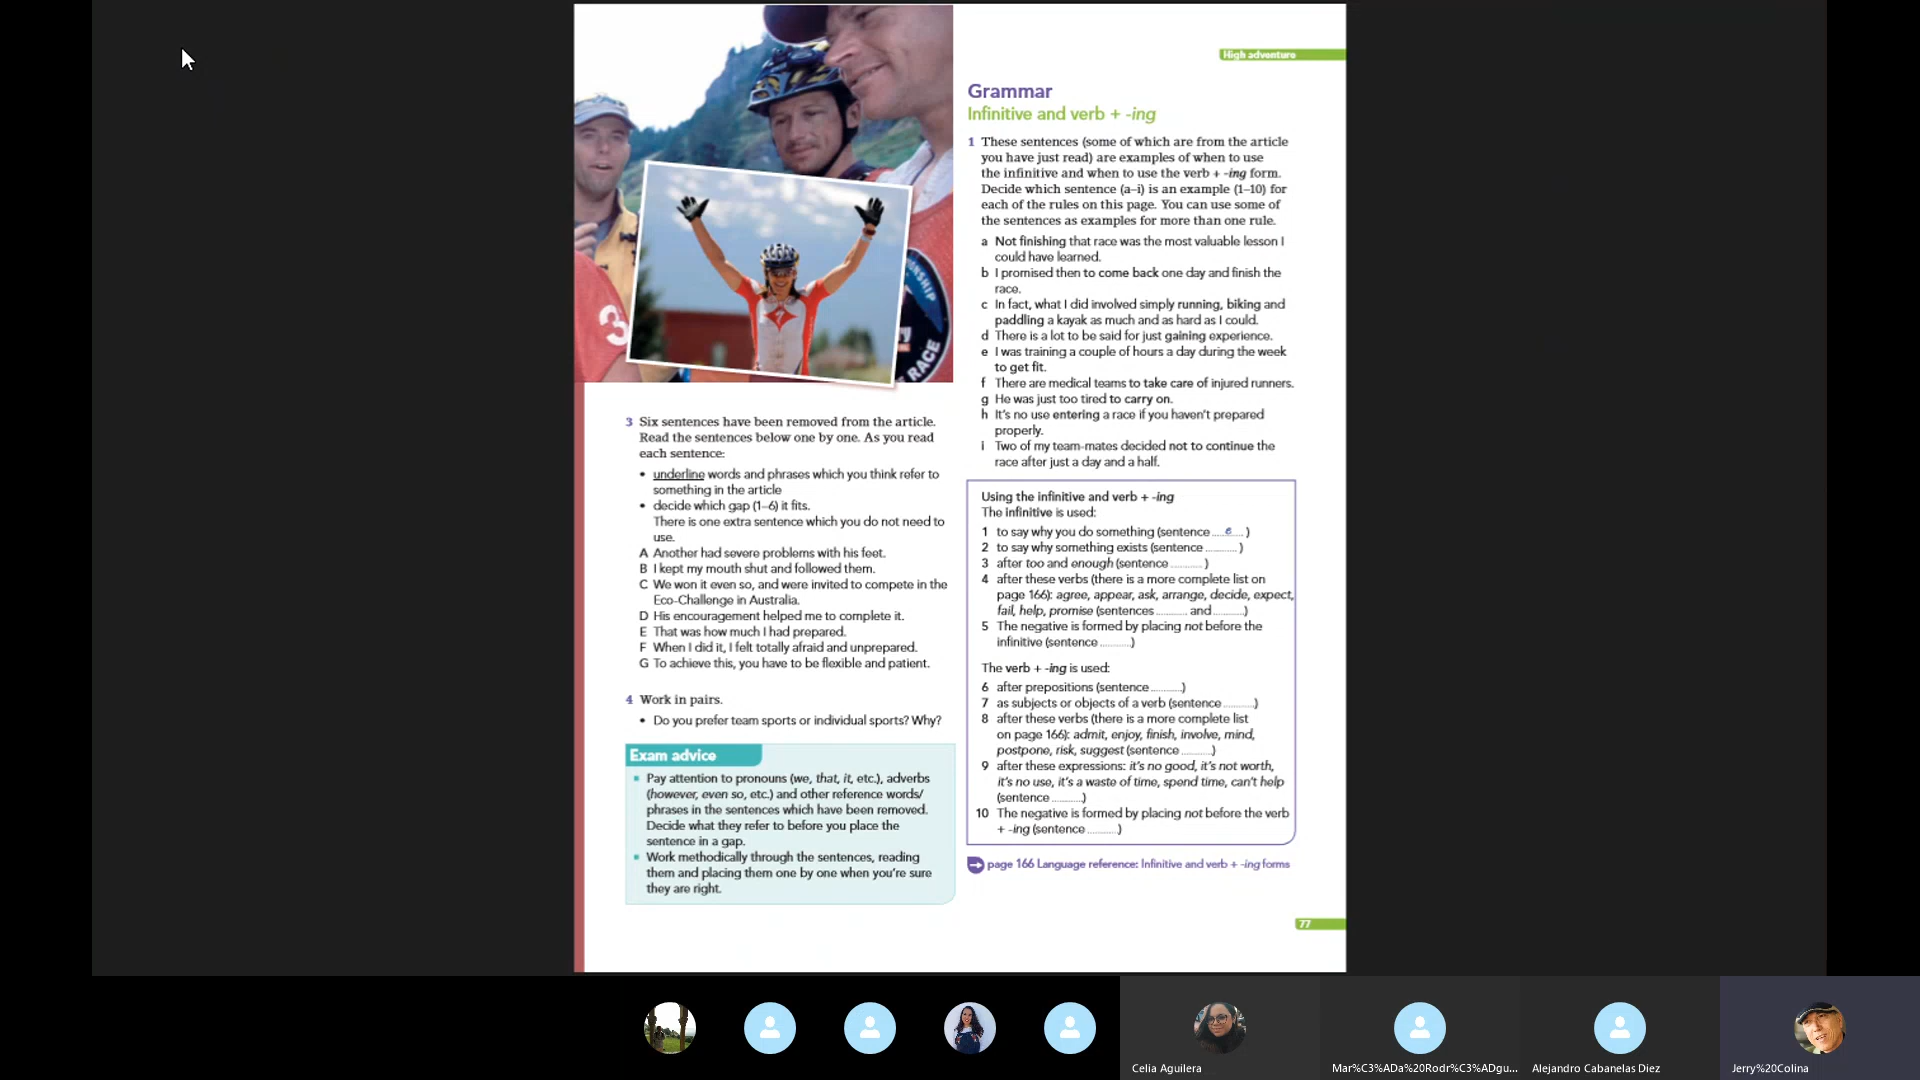 High adventure
3
RACE
Grammar
Infinitive and verb + -ing
1 These sentences (some of which are from the article
you have just read) are examples of when to use
the infinitive and when to use the verb + -ing form.
Decide which sentence (a–i) is an example (1–10) for
each of the rules on this page. You can use some of
the sentences as examples for more than one rule.
a Not finishing that race was the most valuable lesson I
could have learned.
b I promised then to come back one day and finish the
race.
c In fact, what I did involved simply running, biking and
paddling a kayak as much and as hard as I could.
d There is a lot to be said for just gaining experience.
e I was training a couple of hours a day during the week
to get fit.
f There are medical teams to take care of injured runners.
g He was just too tired to carry on.
h It's no use entering a race if you haven't prepared
properly.
i Two of my team-mates decided not to continue the
race after just a day and a half.
3 Six sentences have been removed from the article.
Read the sentences below one by one. As you read
each sentence:
• underline words and phrases which you think refer to
something in the article
• decide which gap (1–6) it fits.
There is one extra sentence which you do not need to
use.
A Another had severe problems with his feet.
B I kept my mouth shut and followed them.
C We won it even so, and were invited to compete in the
Eco-Challenge in Australia.
D His encouragement helped me to complete it.
E That was how much I had prepared.
F When I did it, I felt totally afraid and unprepared.
G To achieve this, you have to be flexible and patient.
4 Work in pairs.
• Do you prefer team sports or individual sports? Why?
Exam advice
Pay attention to pronouns (we, that, it, etc.), adverbs
(however, even so, etc.) and other reference words/
phrases in the sentences which have been removed.
Decide what they refer to before you place the
sentence in a gap.
Work methodically through the sentences, reading
them and placing them one by one when you're sure
they are right.
Using the infinitive and verb + -ing
The infinitive is used:
1 to say why you do something (sentence ....e.... )
2 to say why something exists (sentence ........... )
3 after too and enough (sentence ........... )
4 after these verbs (there is a more complete list on
page 166): agree, appear, ask, arrange, decide, expect,
fail, help, promise (sentences ........... and ...........)
5 The negative is formed by placing not before the
infinitive (sentence ...........)
The verb + -ing is used:
6 after prepositions (sentence ...........)
7 as subjects or objects of a verb (sentence ...........)
8 after these verbs (there is a more complete list
on page 166): admit, enjoy, finish, involve, mind,
postpone, risk, suggest (sentence ...........)
9 after these expressions: it's no good, it's not worth,
it's no use, it's a waste of time, spend time, can't help
(sentence ...........)
10 The negative is formed by placing not before the verb
+ -ing (sentence ...........)
page 166 Language reference: Infinitive and verb + -ing forms
77
Celia Aguilera
Mar%C3%ADa%20Rodr%C3%ADgu...
Alejandro Cabanelas Diez
Jerry%20Colina